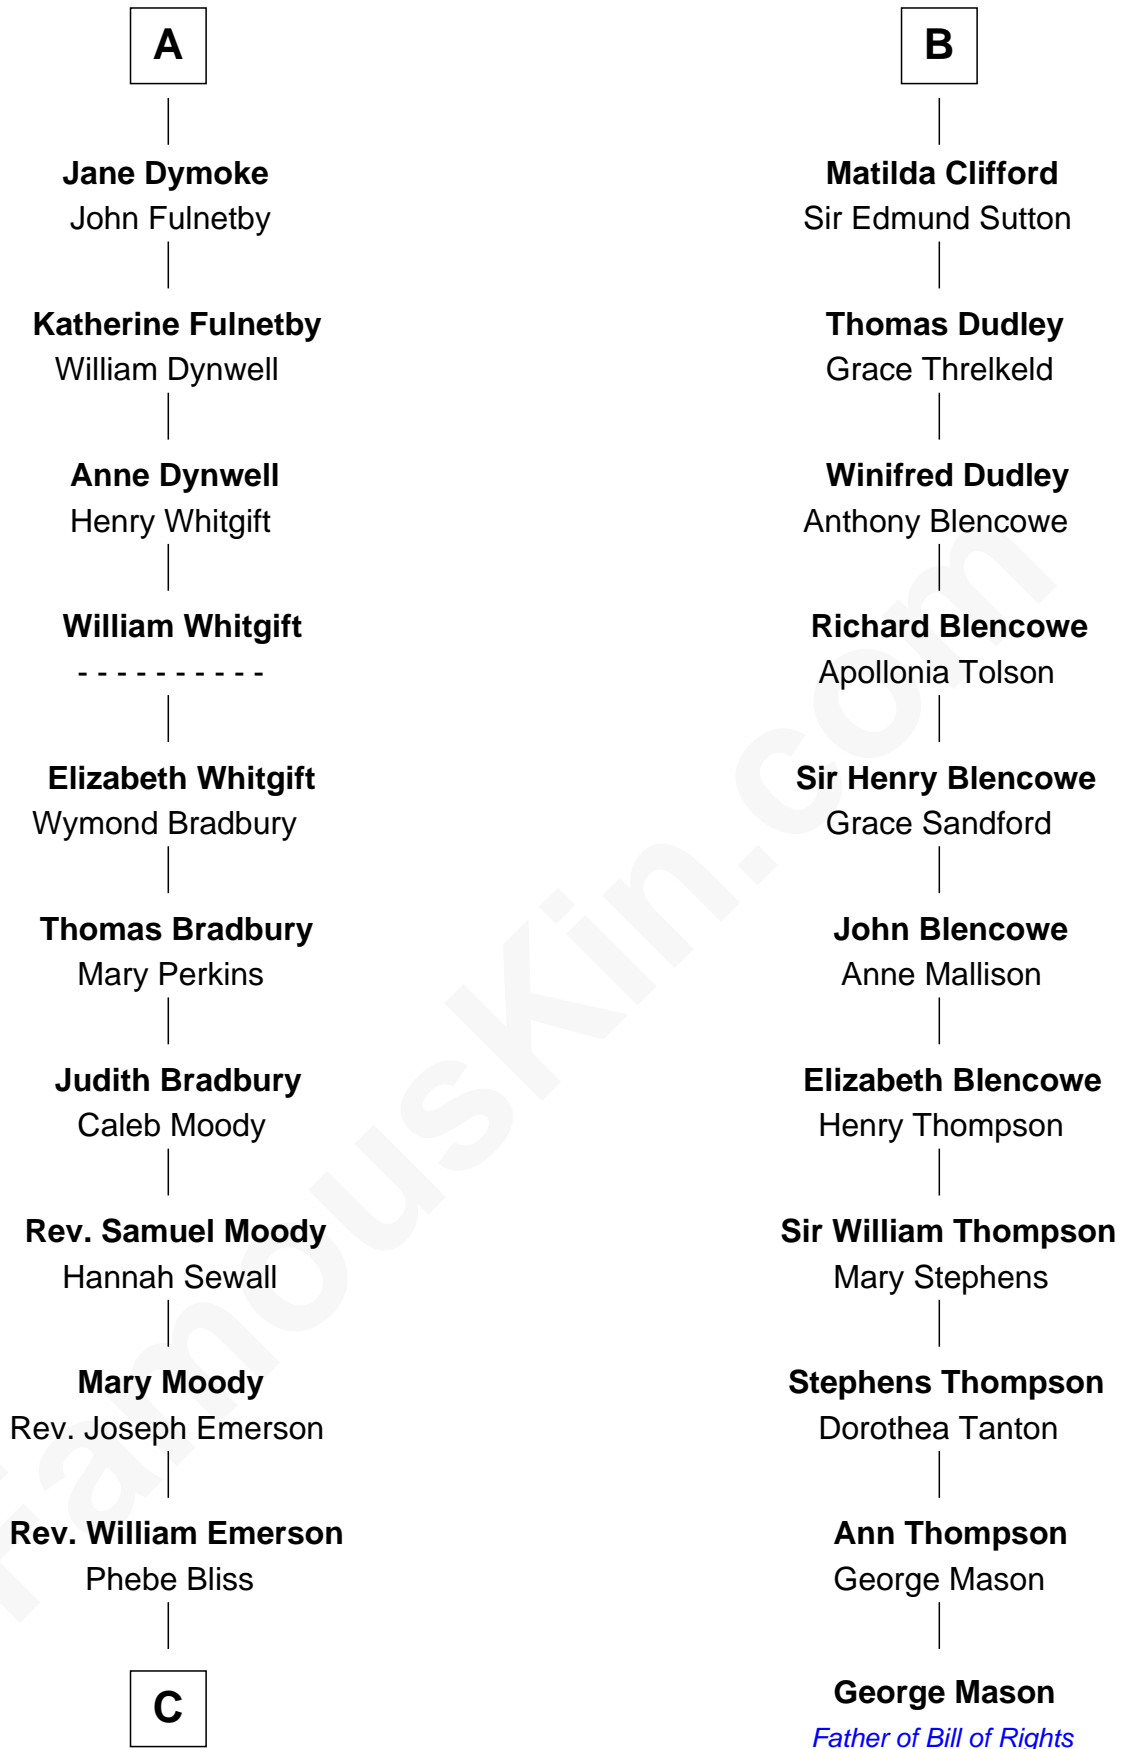 A
Jane Dymoke
John Fulnetby
Katherine Fulnetby
William Dynwell
Anne Dynwell
Henry Whitgift
William Whitgift
- - - - - - - - - -
Elizabeth Whitgift
Wymond Bradbury
Thomas Bradbury
Mary Perkins
Judith Bradbury
Caleb Moody
Rev. Samuel Moody
Hannah Sewall
Mary Moody
Rev. Joseph Emerson
Rev. William Emerson
Phebe Bliss
C
B
Matilda Clifford
Sir Edmund Sutton
Thomas Dudley
Grace Threlkeld
Winifred Dudley
Anthony Blencowe
Richard Blencowe
Apollonia Tolson
Sir Henry Blencowe
Grace Sandford
John Blencowe
Anne Mallison
Elizabeth Blencowe
Henry Thompson
Sir William Thompson
Mary Stephens
Stephens Thompson
Dorothea Tanton
Ann Thompson
George Mason
George Mason
Father of Bill of Rights
FamousKin.com